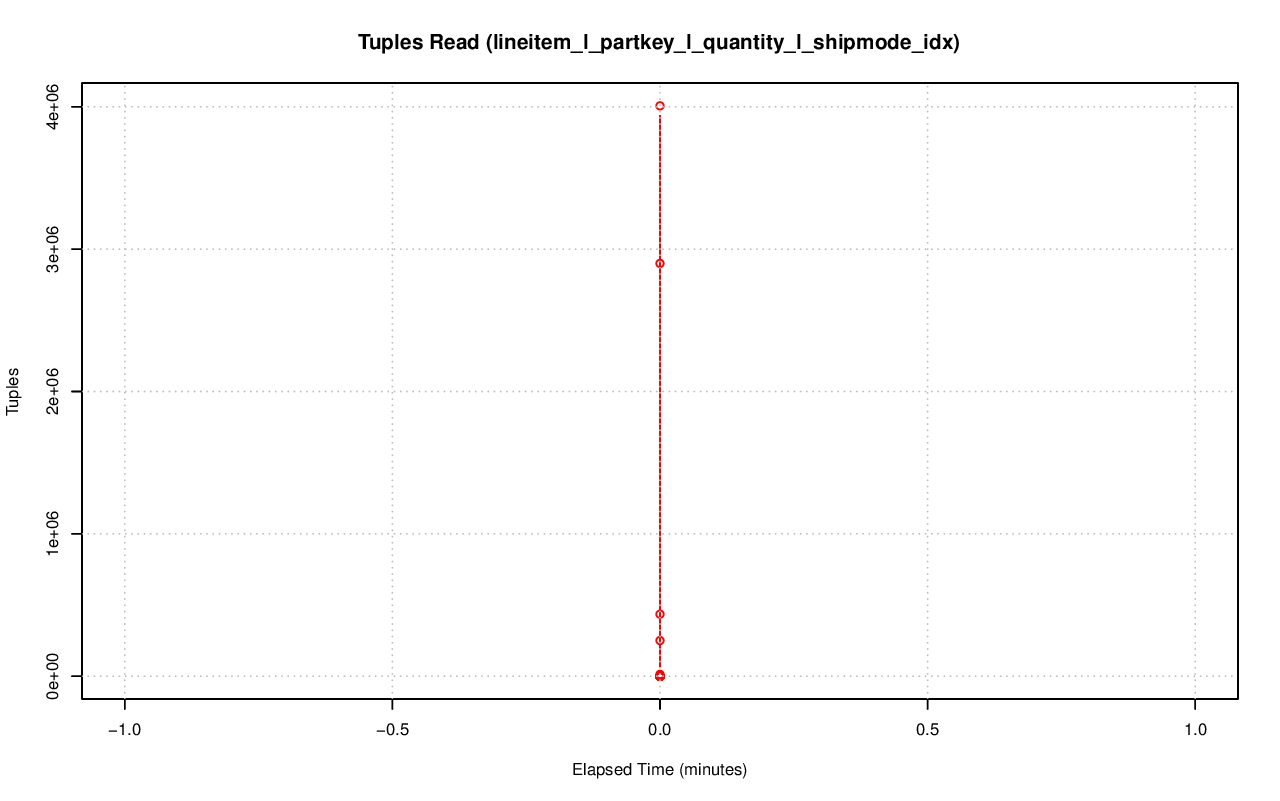 Tuples Read (lineitem_l_partkey_l_quantity_l_shipmode_idx)
4e+06
3e+06
2e+06
1e+06
0e+00
Tuples
−1.0 −0.5 0.0 0.5 1.0
Elapsed Time (minutes)